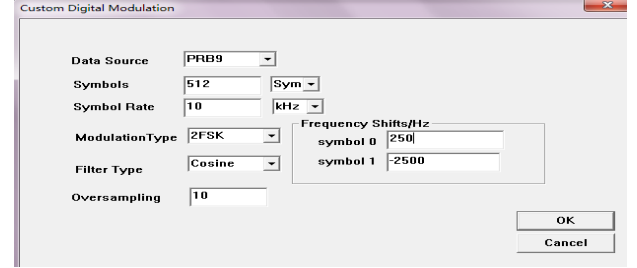 Custom Digital Modulation
Data Source PRB9
Symbols 512 Sym
Symbol Rate 10 kHz
Frequency Shifts/Hz
ModulationType 2FSK symbol 0 250
Filter Type Cosine symbol 1 -2500
Oversampling 10
OK
Cancel